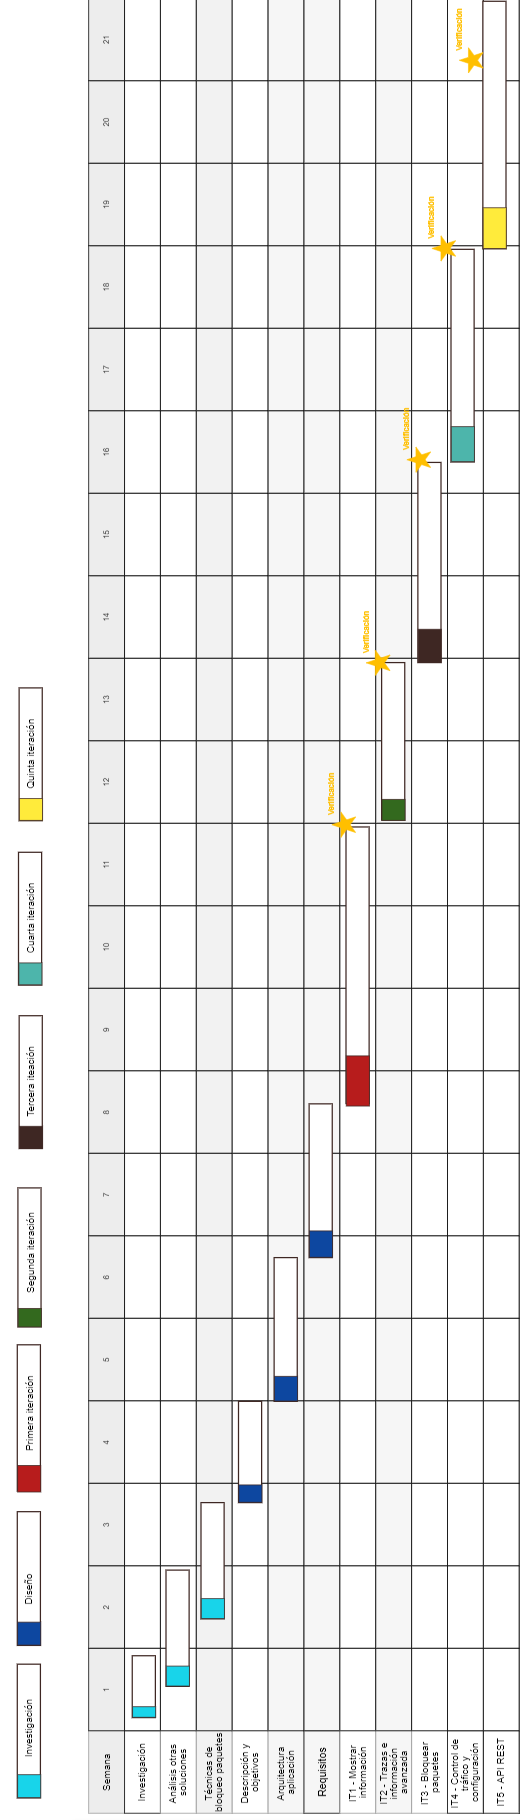 Investigación
Diseño
Primera iteración
Segunda iteración
Tercera iteación
Cuarta iteración
Quinta iteración
Semana
1
2
3
4
5
6
7
8
9
10
11
12
13
14
15
16
17
18
19
20
21
Investigación
Análisis otras
soluciones
Técnicas de
bloqueo paquetes
Descripción y
objetivos
Arquitectura
aplicación
Requisitos
IT1 - Mostrar
información
Verificación
IT2 - Trazas e
información
avanzada
Verificación
IT3 - Bloquear
paquetes
Verificación
IT4 - Control de
tráfico y
configuración
Verificación
IT5 - API REST
Verificación